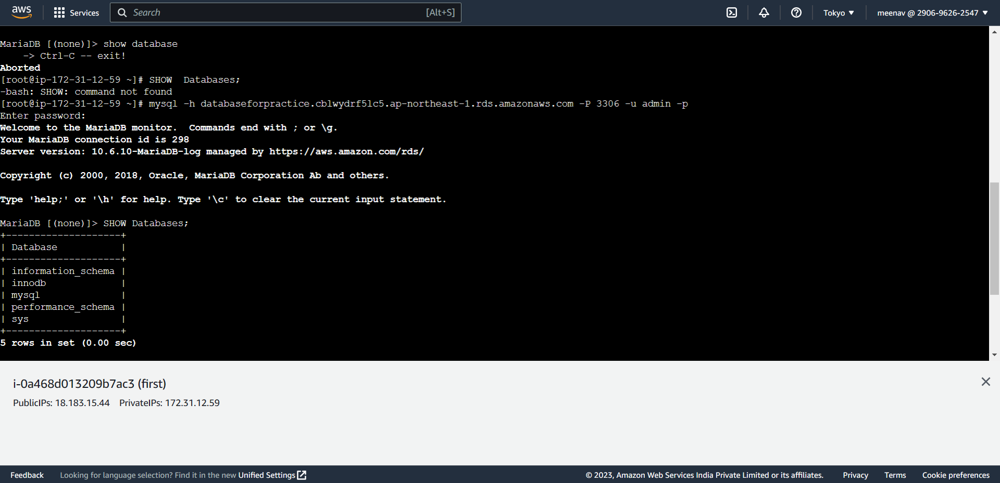 aws Services Search [Alt+S] Tokyo ▼ meenav @ 2906-9626-2547 ▼
MariaDB [(none)]> show database
    -> Ctrl-C -- exit!
Aborted
[root@ip-172-31-12-59 ~]# SHOW  Databases;
-bash: SHOW: command not found
[root@ip-172-31-12-59 ~]# mysql -h databaseforpractice.cblwydrf5lc5.ap-northeast-1.rds.amazonaws.com -P 3306 -u admin -p
Enter password:
Welcome to the MariaDB monitor.  Commands end with ; or \g.
Your MariaDB connection id is 298
Server version: 10.6.10-MariaDB-log managed by https://aws.amazon.com/rds/
Copyright (c) 2000, 2018, Oracle, MariaDB Corporation Ab and others.
Type 'help;' or '\h' for help. Type '\c' to clear the current input statement.
MariaDB [(none)]> SHOW Databases;
+--------------------+
| Database           |
+--------------------+
| information_schema |
| innodb             |
| mysql              |
| performance_schema |
| sys                |
+--------------------+
5 rows in set (0.00 sec)
i-0a468d013209b7ac3 (first)
PublicIPs: 18.183.15.44 PrivateIPs: 172.31.12.59
Feedback Looking for language selection? Find it in the new Unified Settings © 2023, Amazon Web Services India Private Limited or its affiliates. Privacy Terms Cookie preferences